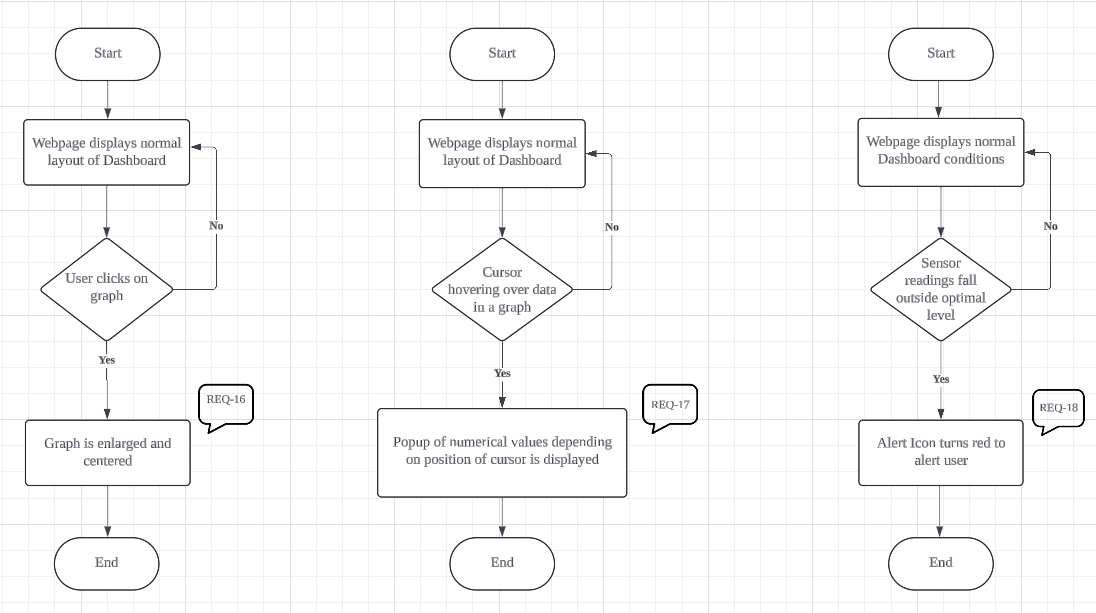 Start
Webpage displays normal
layout of Dashboard
No
User clicks on
graph
Yes
REQ-16
Graph is enlarged and
centered
End
Start
Webpage displays normal
layout of Dashboard
No
Cursor
hovering over data
in a graph
Yes
REQ-17
Popup of numerical values depending
on position of cursor is displayed
End
Start
Webpage displays normal
Dashboard conditions
No
Sensor
readings fall
outside optimal
level
Yes
REQ-18
Alert Icon turns red to
alert user
End